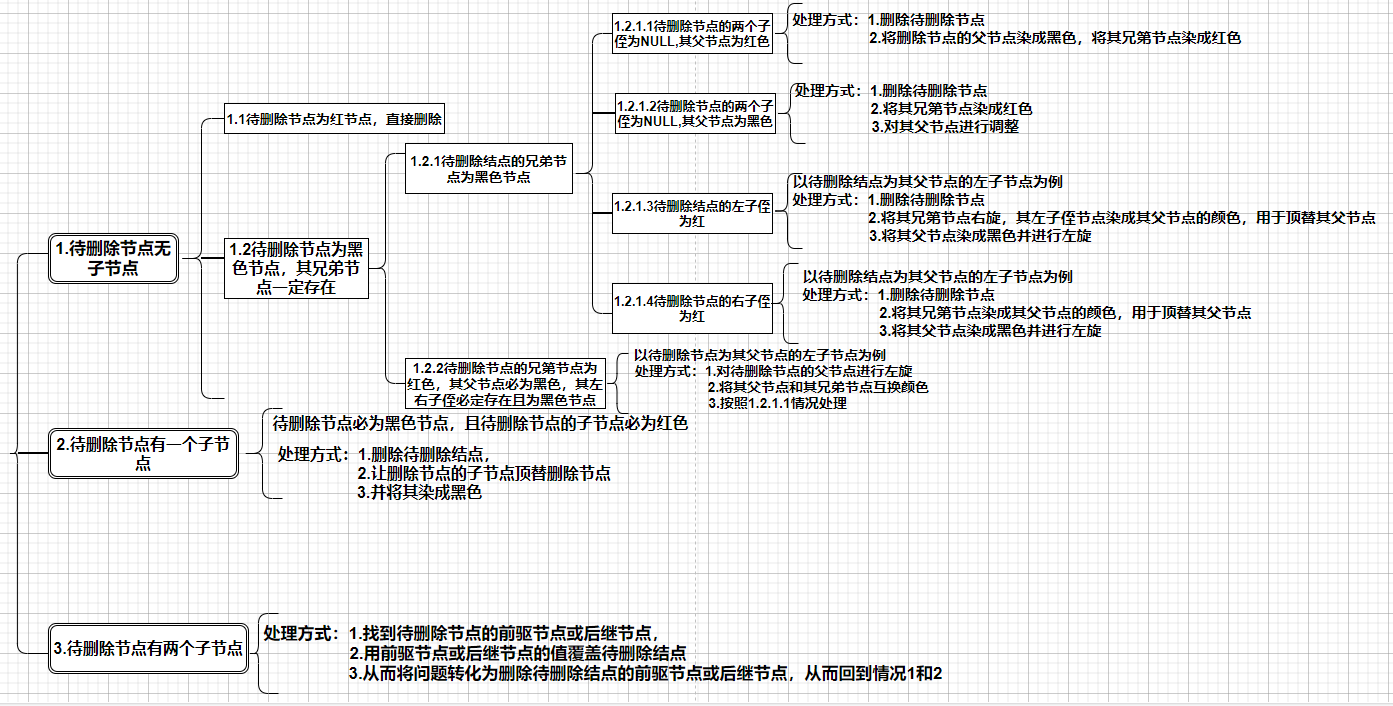 1.待删除节点无
子节点
1.1待删除节点为红节点，直接删除
1.2待删除节点为黑
色节点，其兄弟节
点一定存在
1.2.1待删除结点的兄弟节
点为黑色节点
1.2.1.1待删除节点的两个子
侄为NULL,其父节点为红色
处理方式：1.删除待删除节点
2.将删除节点的父节点染成黑色，将其兄弟节点染成红色
1.2.1.2待删除节点的两个子
侄为NULL,其父节点为黑色
处理方式：1.删除待删除节点
2.将其兄弟节点染成红色
3.对其父节点进行调整
1.2.1.3待删除结点的左子侄
为红
以待删除结点为其父节点的左子节点为例
处理方式：1.删除待删除节点
2.将其兄弟节点右旋，其左子侄节点染成其父节点的颜色，用于顶替其父节点
3.将其父节点染成黑色并进行左旋
1.2.1.4待删除节点的右子侄
为红
以待删除结点为其父节点的左子节点为例
处理方式：1.删除待删除节点
2.将其兄弟节点染成其父节点的颜色，用于顶替其父节点
3.将其父节点染成黑色并进行左旋
1.2.2待删除节点的兄弟节点为
红色，其父节点必为黑色，其左
右子侄必定存在且为黑色节点
以待删除节点为其父节点的左子节点为例
处理方式：1.对待删除节点的父节点进行左旋
2.将其父节点和其兄弟节点互换颜色
3.按照1.2.1.1情况处理
2.待删除节点有一个子节
点
待删除节点必为黑色节点，且待删除节点的子节点必为红色
处理方式：1.删除待删除结点，
2.让删除节点的子节点顶替删除节点
3.并将其染成黑色
3.待删除节点有两个子节点
处理方式：1.找到待删除节点的前驱节点或后继节点，
2.用前驱节点或后继节点的值覆盖待删除结点
3.从而将问题转化为删除待删除结点的前驱节点或后继节点，从而回到情况1和2